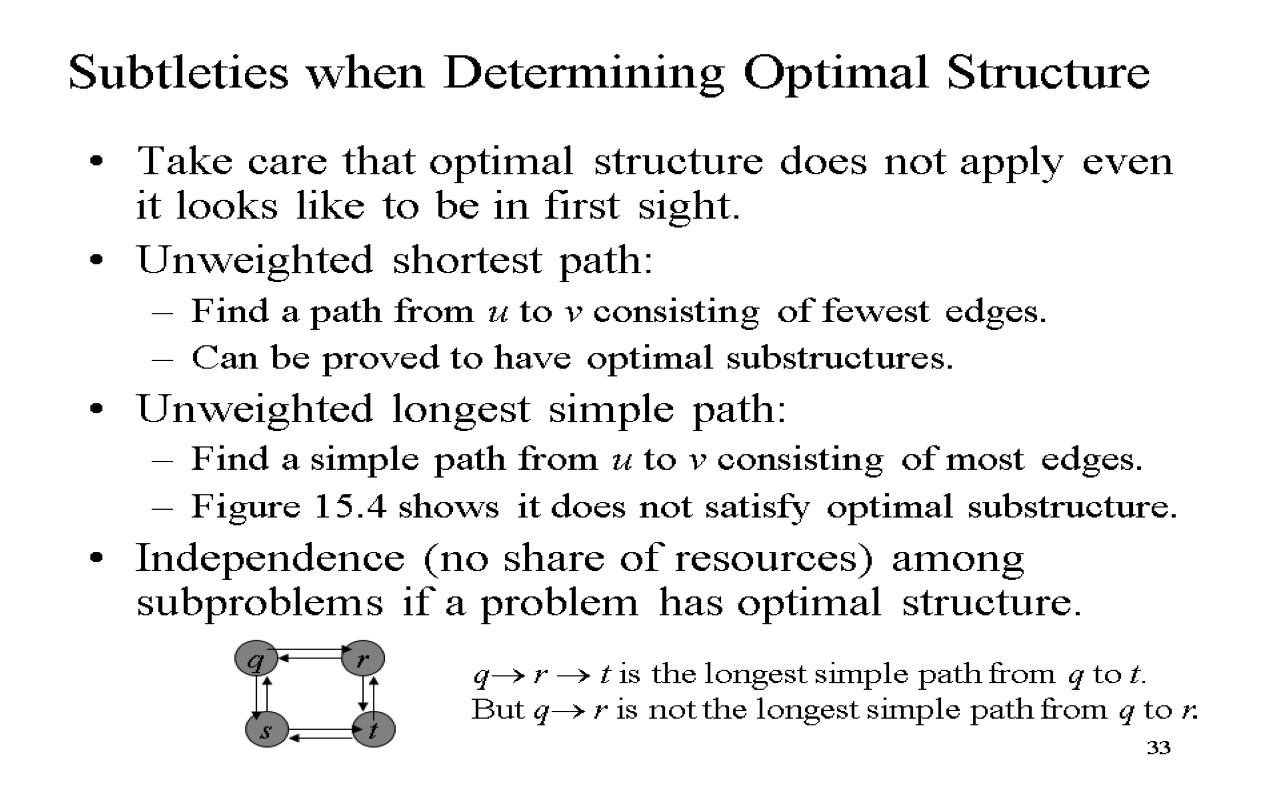 Subtleties when Determining Optimal Structure
• Take care that optimal structure does not apply even
it looks like to be in first sight.
• Unweighted shortest path:
– Find a path from u to v consisting of fewest edges.
– Can be proved to have optimal substructures.
• Unweighted longest simple path:
– Find a simple path from u to v consisting of most edges.
– Figure 15.4 shows it does not satisfy optimal substructure.
• Independence (no share of resources) among
subproblems if a problem has optimal structure.
q r
s t
q→ r → t is the longest simple path from q to t.
But q→ r is not the longest simple path from q to r.
33